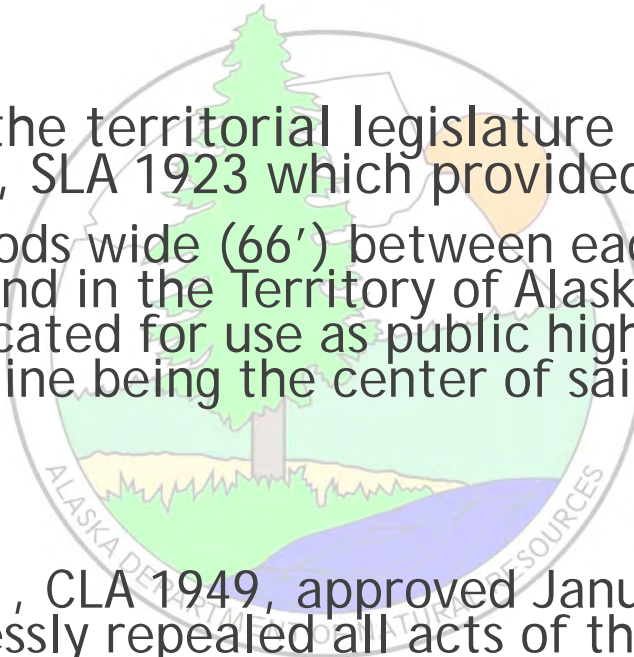 the territorial legislature
, SLA 1923 which provided
ods wide (66’) between eac
nd in the Territory of Alask
cated for use as public high
ine being the center of sai
, CLA 1949, approved Janu
essly repealed all acts of th
ALASKA DEPARTMENT OF NATURAL RESOURCES